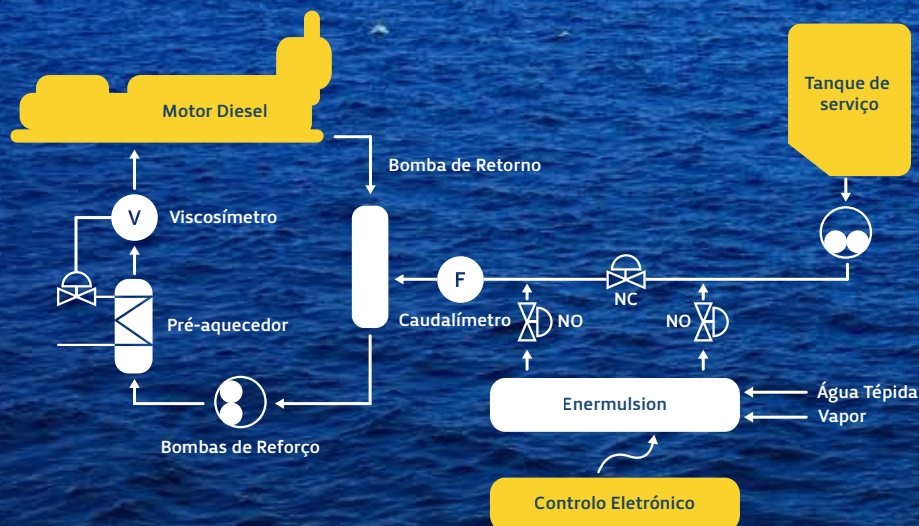 Tanque de
serviço
Motor Diesel
Bomba de Retorno
V
Viscosímetro
F
NC
Caudalímetro
NO
NO
Pré-aquecedor
Água Tépida
Enermulsion
Vapor
Bombas de Reforço
Controlo Eletrónico